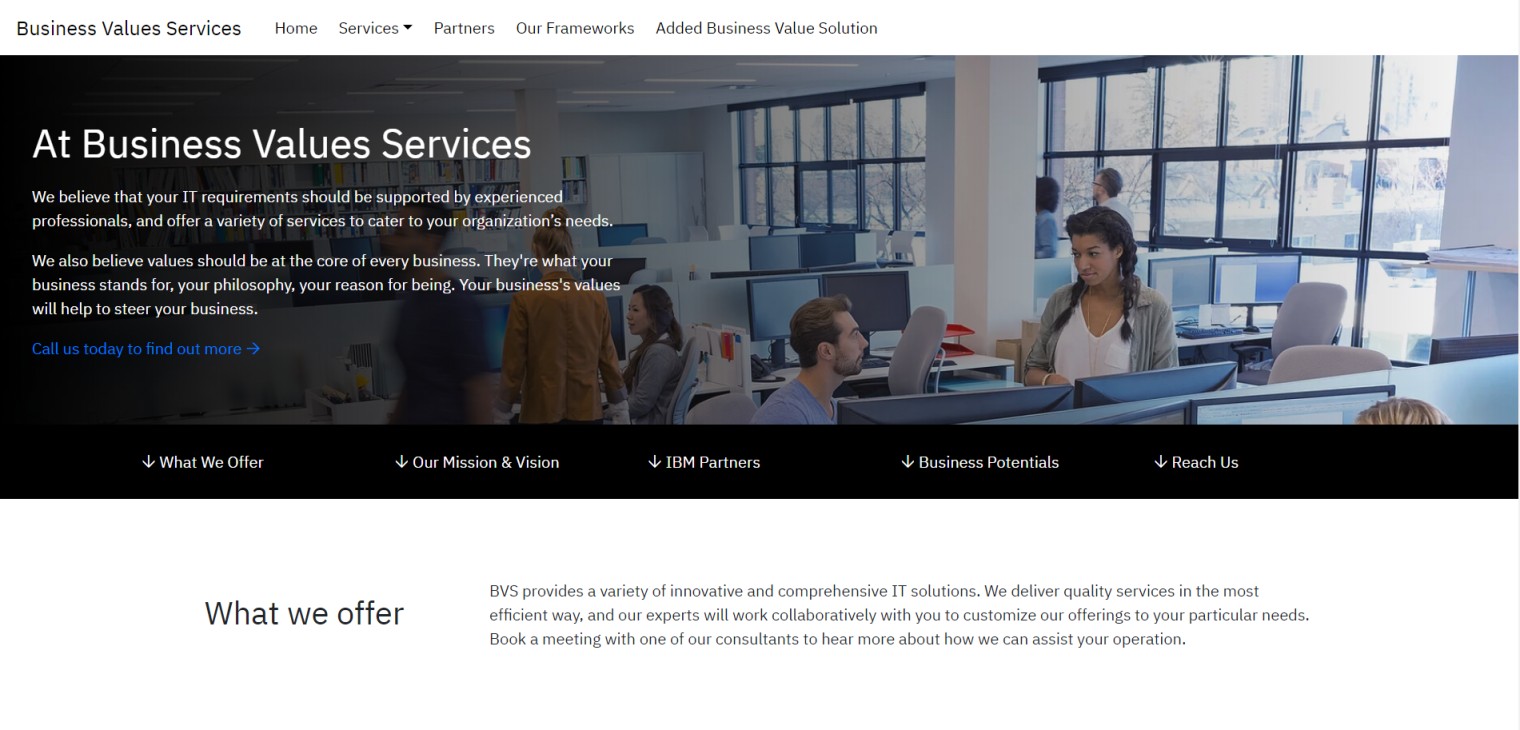 Business Values Services Home Services Partners Our Frameworks Added Business Value Solution
At Business Values Services
We believe that your IT requirements should be supported by experienced
professionals, and offer a variety of services to cater to your organization’s needs.
We also believe values should be at the core of every business. They're what your
business stands for, your philosophy, your reason for being. Your business's values
will help to steer your business.
Call us today to find out more →
↓ What We Offer ↓ Our Mission & Vision ↓ IBM Partners ↓ Business Potentials ↓ Reach Us
What we offer
BVS provides a variety of innovative and comprehensive IT solutions. We deliver quality services in the most
efficient way, and our experts will work collaboratively with you to customize our offerings to your particular needs.
Book a meeting with one of our consultants to hear more about how we can assist your operation.